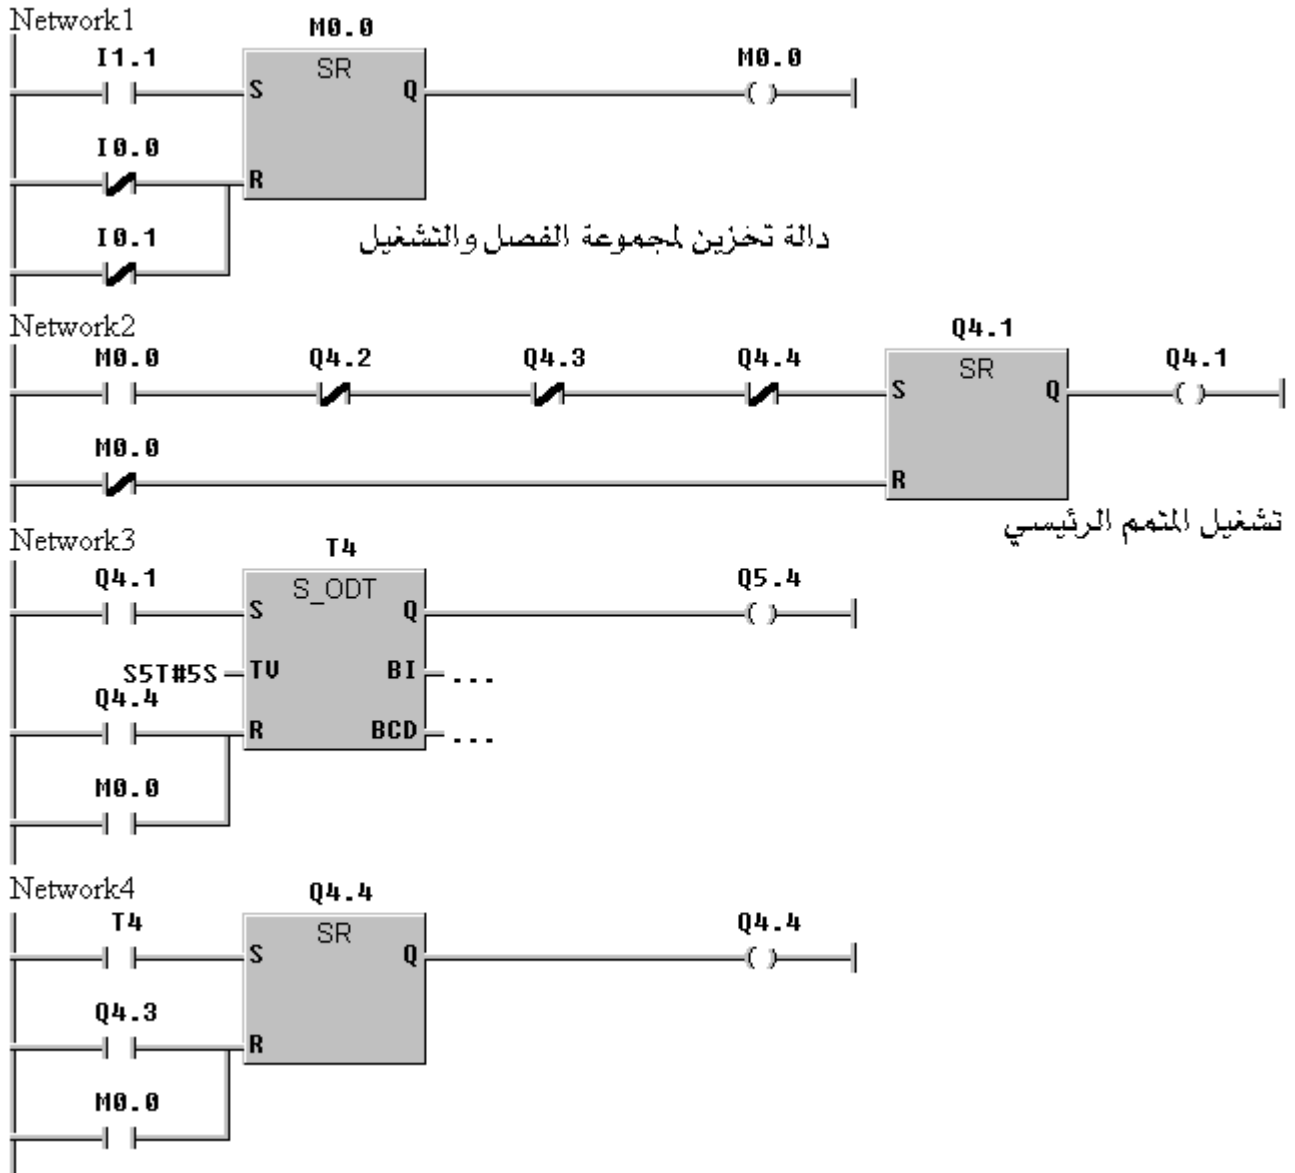 Network1
M0.0
I1.1
SR
M0.0
S
Q
I0.0
R
I0.1
دالة تخزين لمجموعة الفصل والتشغيل
Network2
Q4.1
M0.0
Q4.2
Q4.3
Q4.4
SR
Q4.1
S
Q
M0.0
R
تشغيل المتمم الرئيسي
Network3
T4
Q4.1
S_ODT
Q5.4
S
Q
S5T#5S
TV
BI
...
Q4.4
R
BCD
...
M0.0
Network4
Q4.4
T4
SR
Q4.4
S
Q
Q4.3
R
M0.0